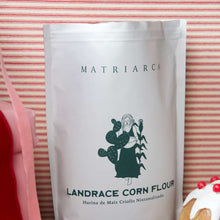 MATRIARCA
LANDRACE CORN FLOUR
Harina de Maíz Criollo Nixtamalizado